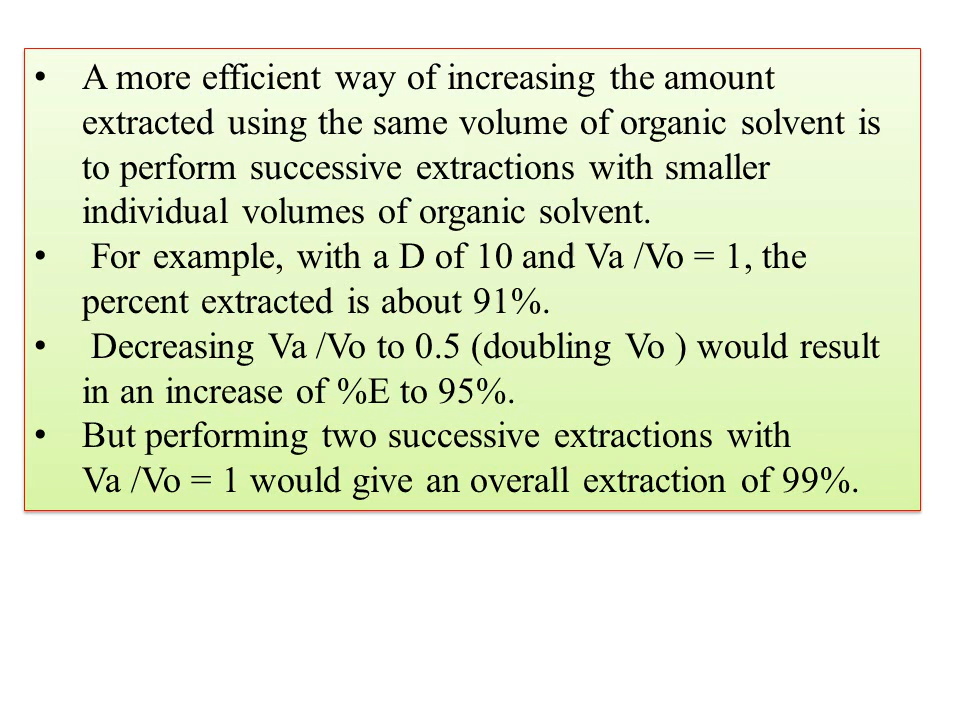 • A more efficient way of increasing the amount
extracted using the same volume of organic solvent is
to perform successive extractions with smaller
individual volumes of organic solvent.
• For example, with a D of 10 and Va /Vo = 1, the
percent extracted is about 91%.
• Decreasing Va /Vo to 0.5 (doubling Vo ) would result
in an increase of %E to 95%.
• But performing two successive extractions with
Va /Vo = 1 would give an overall extraction of 99%.